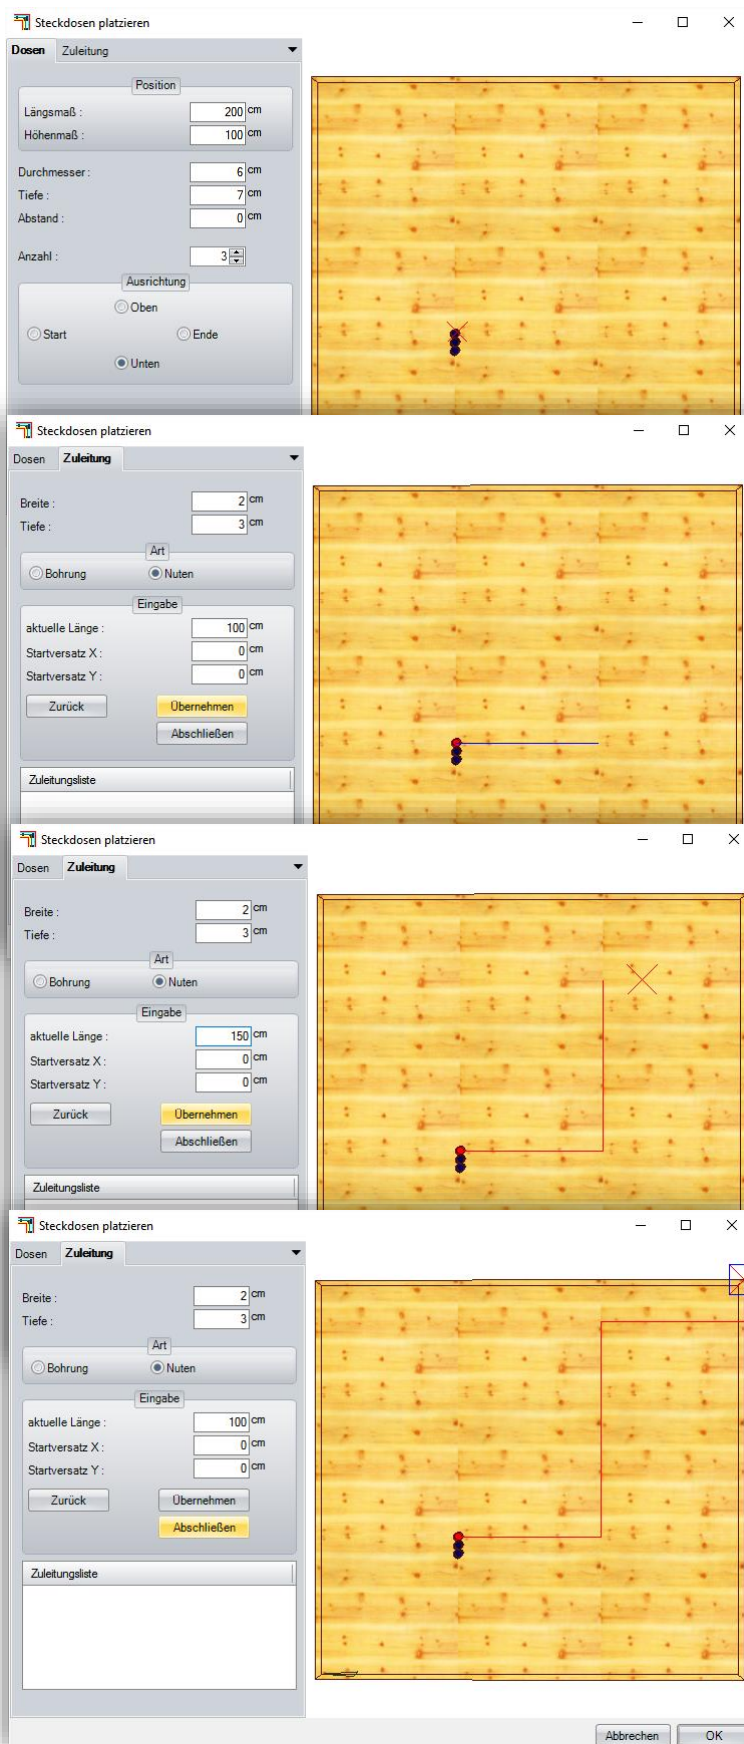 Steckdosen platzieren
Dosen Zuleitung
Position
Längsmaß : 200 cm
Höhenmaß : 100 cm
Durchmesser : 6 cm
Tiefe : 7 cm
Abstand : 0 cm
Anzahl : 3
Ausrichtung
Oben
Start Ende
Unten
Steckdosen platzieren
Dosen Zuleitung
Breite : 2 cm
Tiefe : 3 cm
Art
Bohrung Nuten
Eingabe
aktuelle Länge : 100 cm
Startversatz X : 0 cm
Startversatz Y : 0 cm
Zurück Übernehmen
Abschließen
Zuleitungsliste
Steckdosen platzieren
Dosen Zuleitung
Breite : 2 cm
Tiefe : 3 cm
Art
Bohrung Nuten
Eingabe
aktuelle Länge : 150 cm
Startversatz X : 0 cm
Startversatz Y : 0 cm
Zurück Übernehmen
Abschließen
Zuleitungsliste
Steckdosen platzieren
Dosen Zuleitung
Breite : 2 cm
Tiefe : 3 cm
Art
Bohrung Nuten
Eingabe
aktuelle Länge : 100 cm
Startversatz X : 0 cm
Startversatz Y : 0 cm
Zurück Übernehmen
Abschließen
Zuleitungsliste
Abbrechen OK